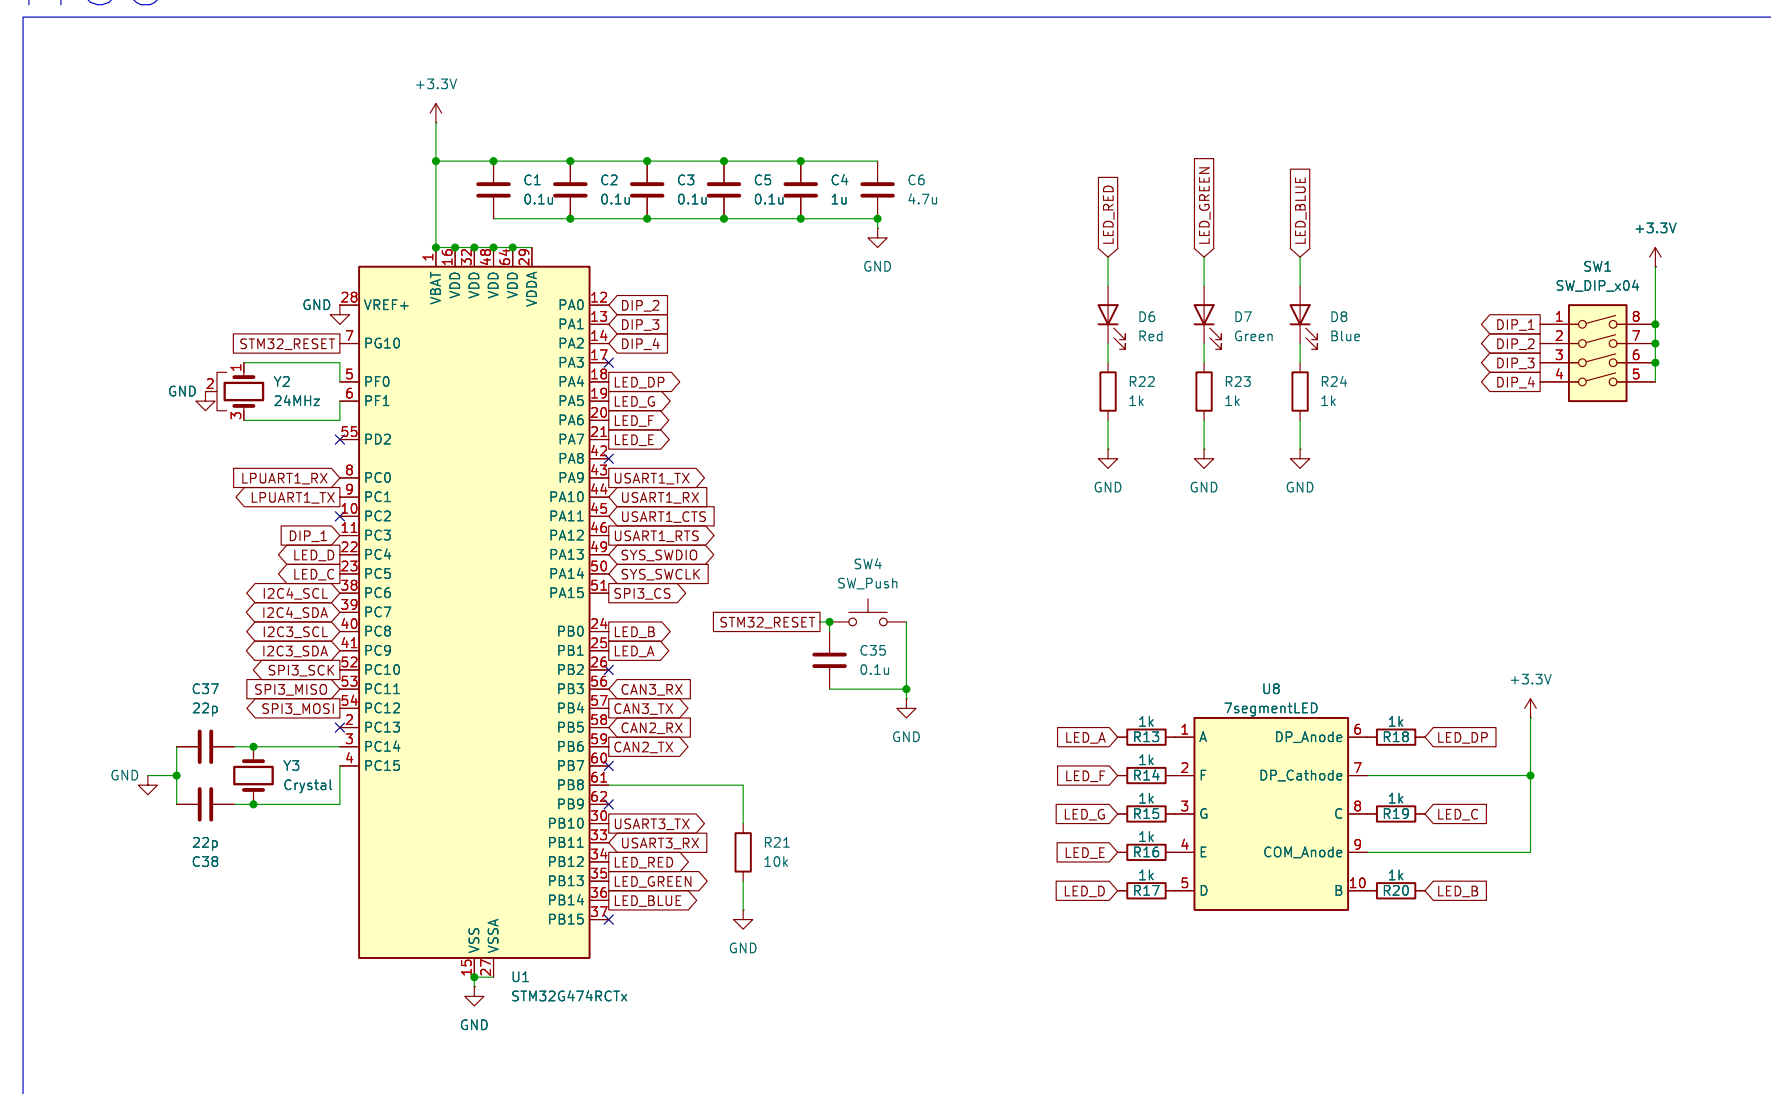 +3.3V
C1
0.1u
C2
0.1u
C3
0.1u
C5
0.1u
C4
1u
C6
4.7u
GND
1
16
32
48
64
29
VBAT
VDD
VDD
VDD
VDD
VDDA
GND
28
VREF+
STM32_RESET
7
PG10
GND
2
1
3
Y2
24MHz
5
PF0
6
PF1
55
PD2
LPUART1_RX
8
PC0
LPUART1_TX
9
PC1
10
PC2
DIP_1
11
PC3
LED_D
22
PC4
LED_C
23
PC5
I2C4_SCL
38
PC6
I2C4_SDA
39
PC7
I2C3_SCL
40
PC8
I2C3_SDA
41
PC9
SPI3_SCK
52
PC10
SPI3_MISO
53
PC11
SPI3_MOSI
54
PC12
2
PC13
3
PC14
4
PC15
C37
22p
GND
Y3
Crystal
22p
C38
PA0
12
DIP_2
PA1
13
DIP_3
PA2
14
DIP_4
PA3
17
PA4
18
LED_DP
PA5
19
LED_G
PA6
20
LED_F
PA7
21
LED_E
PA8
42
PA9
43
USART1_TX
PA10
44
USART1_RX
PA11
45
USART1_CTS
PA12
46
USART1_RTS
PA13
49
SYS_SWDIO
PA14
50
SYS_SWCLK
PA15
51
SPI3_CS
PB0
24
LED_B
PB1
25
LED_A
PB2
26
PB3
56
CAN3_RX
PB4
57
CAN3_TX
PB5
58
CAN2_RX
PB6
59
CAN2_TX
PB7
60
PB8
61
PB9
62
PB10
30
USART3_TX
PB11
33
USART3_RX
PB12
34
LED_RED
PB13
35
LED_GREEN
PB14
36
LED_BLUE
PB15
37
R21
10k
GND
VSS
VSSA
15
27
U1
STM32G474RCTx
GND
SW4
SW_Push
STM32_RESET
C35
0.1u
GND
LED_RED
LED_GREEN
LED_BLUE
D6
Red
D7
Green
D8
Blue
R22
1k
R23
1k
R24
1k
GND
GND
GND
+3.3V
SW1
SW_DIP_x04
DIP_1
1
8
DIP_2
2
7
DIP_3
3
6
DIP_4
4
5
+3.3V
U8
7segmentLED
LED_A
1k
R13
1
A
DP_Anode
6
1k
R18
LED_DP
LED_F
1k
R14
2
F
DP_Cathode
7
LED_G
1k
R15
3
G
C
8
1k
R19
LED_C
LED_E
1k
R16
4
E
COM_Anode
9
LED_D
1k
R17
5
D
B
10
1k
R20
LED_B